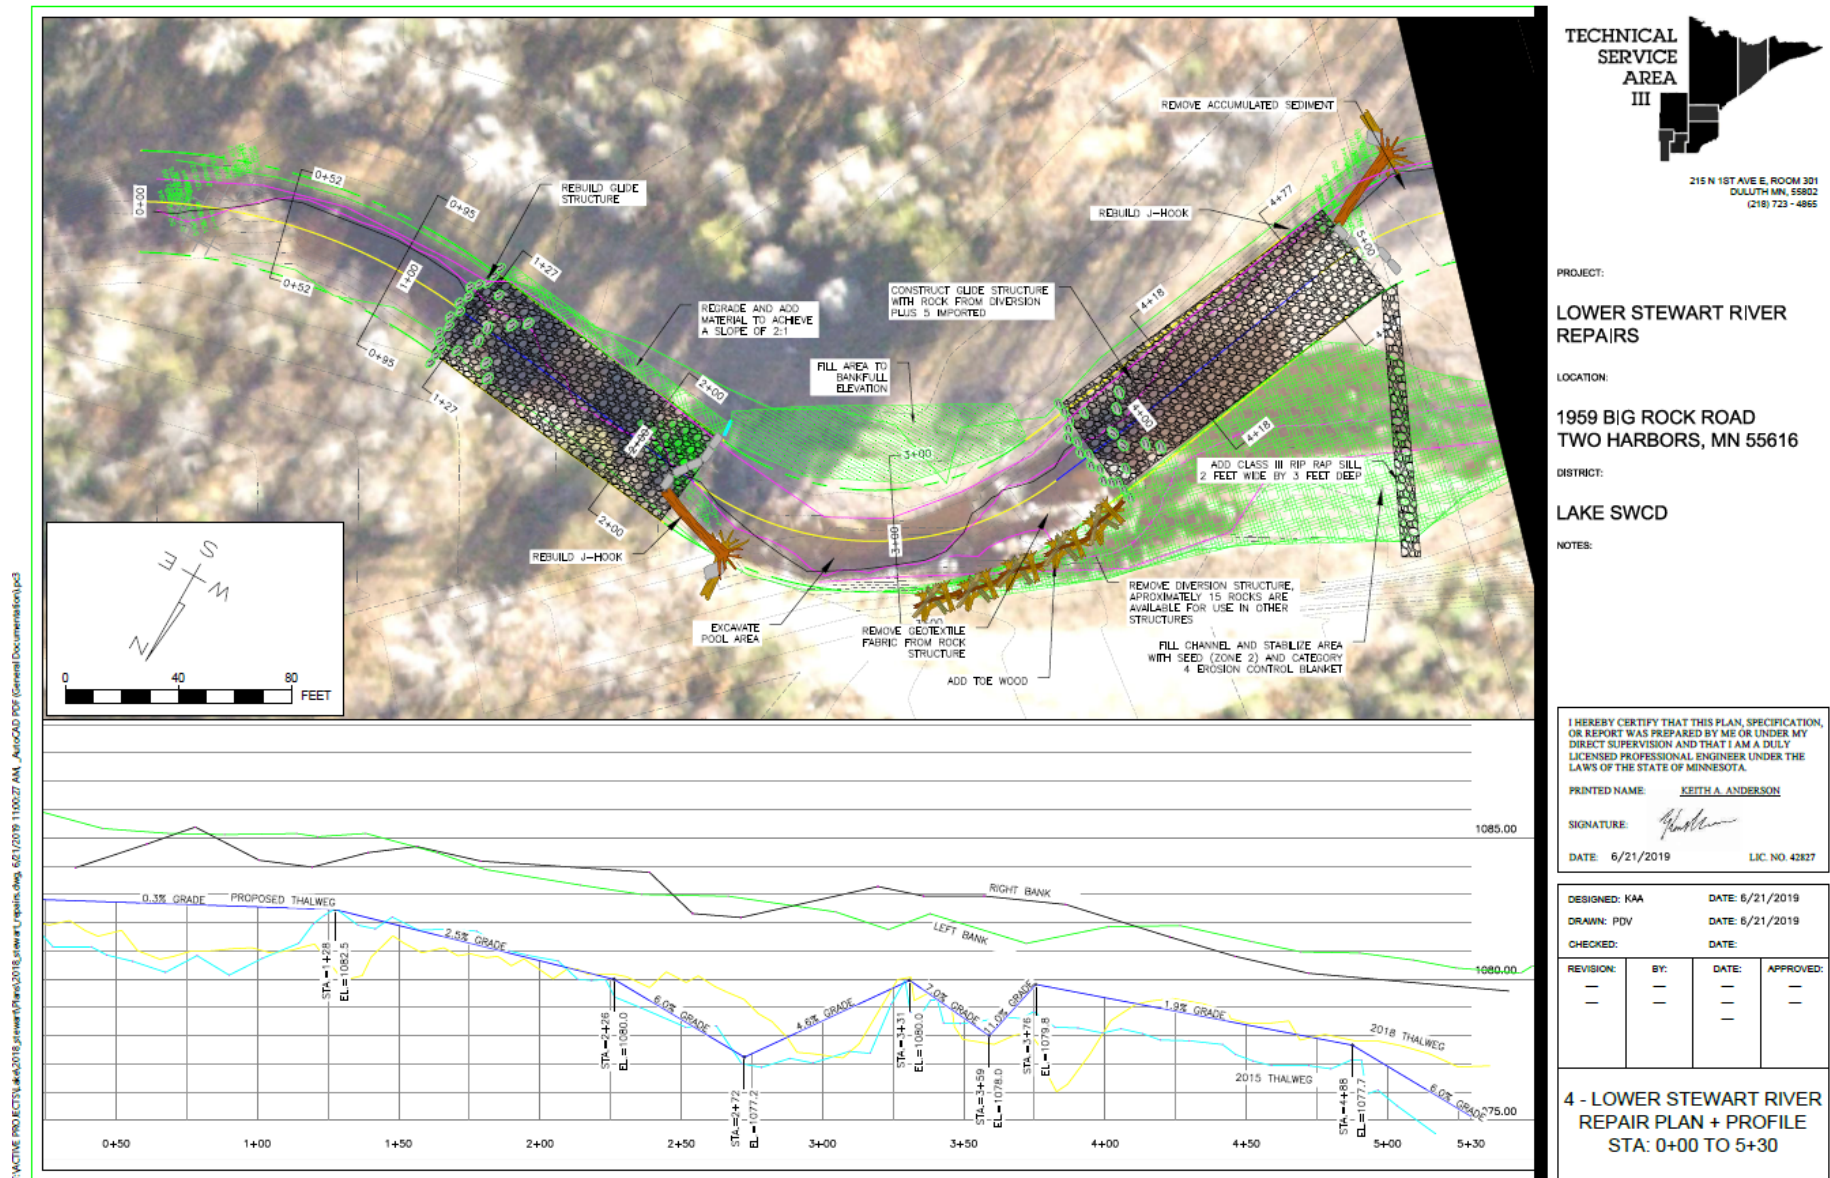 REMOVE ACCUMULATED SEDIMENT
0+00
0+52
0+95
REBUILD GLIDE
STRUCTURE
REBUILD J-HOOK
4+77
5+00
1+00
1+27
0+52
0+95
1+27
REGRADE AND ADD
MATERIAL TO ACHIEVE
A SLOPE OF 2:1
CONSTRUCT GLIDE STRUCTURE
WITH ROCK FROM DIVERSION
PLUS 5 IMPORTED
4+18
FILL AREA TO
BANKFULL
ELEVATION
2+00
2+00
2+00
3+00
3+00
4+00
4+18
ADD CLASS III RIP RAP SILL,
2 FEET WIDE BY 3 FEET DEEP
REBUILD J-HOOK
EXCAVATE
POOL AREA
REMOVE GEOTEXTILE
FABRIC FROM ROCK
STRUCTURE
ADD TOE WOOD
REMOVE DIVERSION STRUCTURE,
APROXIMATELY 15 ROCKS ARE
AVAILABLE FOR USE IN OTHER
STRUCTURES
FILL CHANNEL AND STABILIZE AREA
WITH SEED (ZONE 2) AND CATEGORY
4 EROSION CONTROL BLANKET
S
E
W
N
0 40 80
FEET
1085.00
1080.00
RIGHT BANK
LEFT BANK
0.3% GRADE PROPOSED THALWEG
2.5% GRADE
6.0% GRADE
4.6% GRADE
7.0% GRADE
11.0% GRADE
1.9% GRADE
6.0% GRADE
2018 THALWEG
2015 THALWEG
STA.=1+28
EL.=1082.5
STA.=2+26
EL.=1080.0
STA.=2+72
EL.=1077.2
STA.=3+31
EL.=1080.0
STA.=3+59
EL.=1078.0
STA.=3+76
EL.=1079.8
STA.=4+88
EL.=1077.7
0+50 1+00 1+50 2+00 2+50 3+00 3+50 4+00 4+50 5+00 5+30
TECHNICAL
SERVICE
AREA
III
215 N 1ST AVE E, ROOM 301
DULUTH MN, 55802
(218) 723 - 4865
PROJECT:
LOWER STEWART RIVER
REPAIRS
LOCATION:
1959 BIG ROCK ROAD
TWO HARBORS, MN 55616
DISTRICT:
LAKE SWCD
NOTES:
I HEREBY CERTIFY THAT THIS PLAN, SPECIFICATION,
OR REPORT WAS PREPARED BY ME OR UNDER MY
DIRECT SUPERVISION AND THAT I AM A DULY
LICENSED PROFESSIONAL ENGINEER UNDER THE
LAWS OF THE STATE OF MINNESOTA.
PRINTED NAME: KEITH A. ANDERSON
SIGNATURE:
DATE: 6/21/2019 LIC. NO. 42827
DESIGNED: KAA DATE: 6/21/2019
DRAWN: PDV DATE: 6/21/2019
CHECKED: DATE:
REVISION: BY: DATE: APPROVED:
4 - LOWER STEWART RIVER
REPAIR PLAN + PROFILE
STA: 0+00 TO 5+30